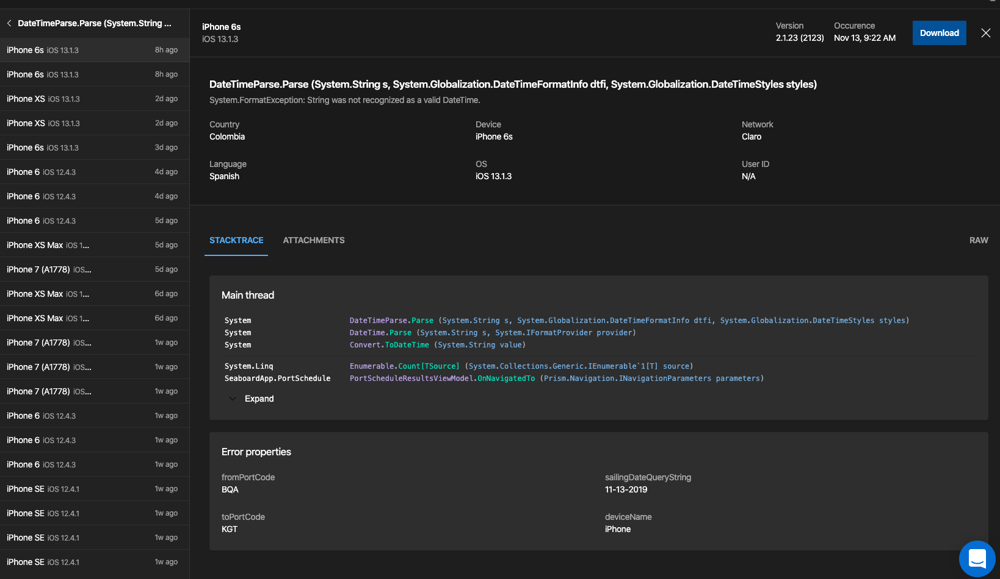 DateTimeParse.Parse (System.String ...
iPhone 6s iOS 13.1.3 8h ago
iPhone 6s iOS 13.1.3 8h ago
iPhone XS iOS 13.1.3 2d ago
iPhone XS iOS 13.1.3 2d ago
iPhone 6s iOS 13.1.3 3d ago
iPhone 6 iOS 12.4.3 4d ago
iPhone 6 iOS 12.4.3 4d ago
iPhone 6 iOS 12.4.3 5d ago
iPhone XS Max iOS 1... 5d ago
iPhone 7 (A1778) iOS... 5d ago
iPhone XS Max iOS 1... 6d ago
iPhone XS Max iOS 1... 6d ago
iPhone 7 (A1778) iOS... 1w ago
iPhone 7 (A1778) iOS... 1w ago
iPhone 7 (A1778) iOS... 1w ago
iPhone 6 iOS 12.4.3 1w ago
iPhone 6 iOS 12.4.3 1w ago
iPhone 6 iOS 12.4.3 1w ago
iPhone SE iOS 12.4.1 1w ago
iPhone SE iOS 12.4.1 1w ago
iPhone SE iOS 12.4.1 1w ago
iPhone SE iOS 12.4.1 1w ago
iPhone 6s
iOS 13.1.3
Version Occurence
2.1.23 (2123) Nov 13, 9:22 AM
Download
DateTimeParse.Parse (System.String s, System.Globalization.DateTimeFormatInfo dtfi, System.Globalization.DateTimeStyles styles)
System.FormatException: String was not recognized as a valid DateTime.
Country Device Network
Colombia iPhone 6s Claro
Language OS User ID
Spanish iOS 13.1.3 N/A
STACKTRACE ATTACHMENTS RAW
Main thread
System DateTimeParse.Parse (System.String s, System.Globalization.DateTimeFormatInfo dtfi, System.Globalization.DateTimeStyles styles)
System DateTime.Parse (System.String s, System.IFormatProvider provider)
System Convert.ToDateTime (System.String value)
System.Linq Enumerable.Count[TSource] (System.Collections.Generic.IEnumerable`1[T] source)
SeaboardApp.PortSchedule PortScheduleResultsViewModel.OnNavigatedTo (Prism.Navigation.INavigationParameters parameters)
Expand
Error properties
fromPortCode sailingDateQueryString
BQA 11-13-2019
toPortCode deviceName
KGT iPhone